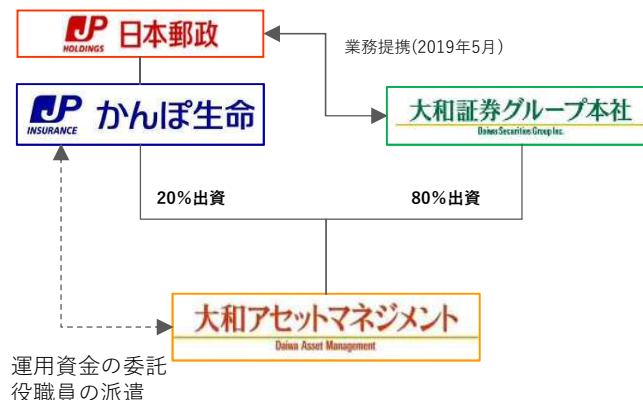 JP 日本郵政
HOLDINGS
業務提携(2019年5月)
JP かんぽ生命
INSURANCE
大和証券グループ本社
Daiwa Securities Group Inc.
20%出資
80%出資
大和アセットマネジメント
Daiwa Asset Management
運用資金の委託
役職員の派遣